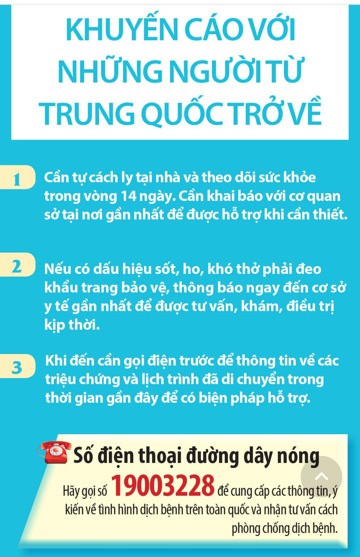 KHUYẾN CÁO VỚI
NHỮNG NGƯỜI TỪ
TRUNG QUỐC TRỞ VỀ
1
Cần tự cách ly tại nhà và theo dõi sức khỏe
trong vòng 14 ngày. Cần khai báo với cơ quan
sở tại nơi gần nhất để được hỗ trợ khi cần thiết.
2
Nếu có dấu hiệu sốt, ho, khó thở phải đeo
khẩu trang bảo vệ, thông báo ngay đến cơ sở
y tế gần nhất để được tư vấn, khám, điều trị
kịp thời.
3
Khi đến cần gọi điện trước để thông tin về các
triệu chứng và lịch trình đã di chuyển trong
thời gian gần đây để có biện pháp hỗ trợ.
Số điện thoại đường dây nóng
Hãy gọi số 19003228 để cung cấp các thông tin, ý
kiến về tình hình dịch bệnh trên toàn quốc và nhận tư vấn cách
phòng chống dịch bệnh.